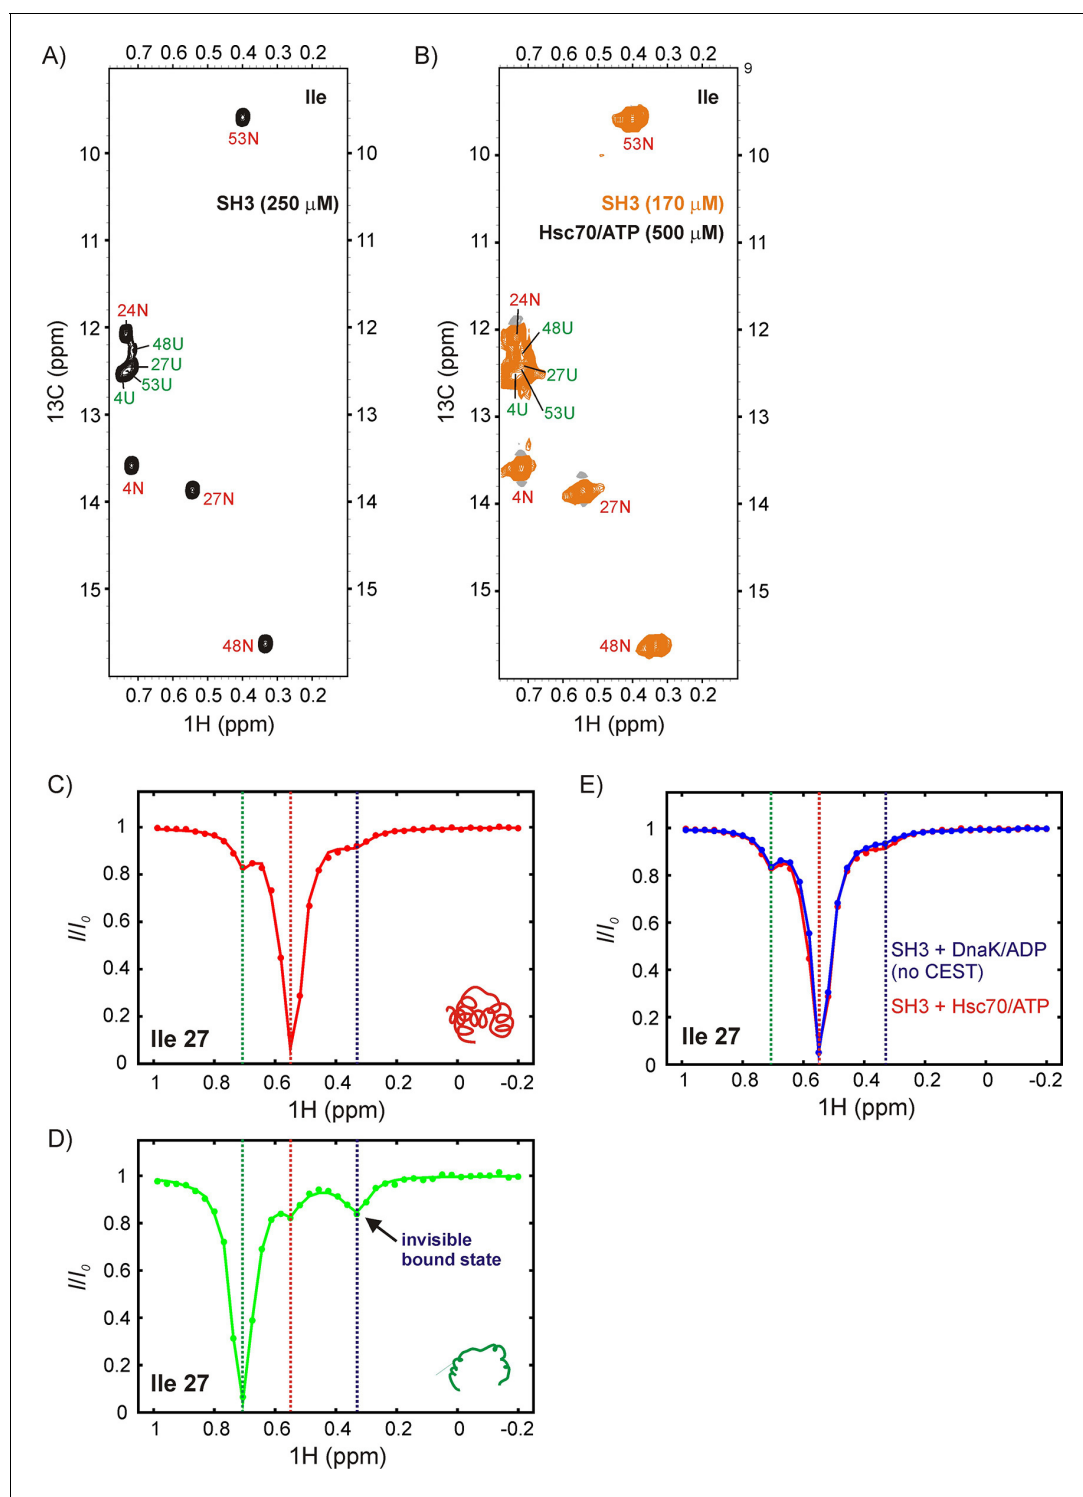 A)
0.7 0.6 0.5 0.4 0.3 0.2
Ile
53N
SH3 (250 μM)
24N
48U
27U
53U
4U
4N
27N
48N
10
11
12
13
14
15
10
11
12
13
14
15
13C (ppm)
0.7 0.6 0.5 0.4 0.3 0.2
1H (ppm)
B)
0.7 0.6 0.5 0.4 0.3 0.2
9
Ile
53N
SH3 (170 μM)
Hsc70/ATP (500 μM)
24N
48U
27U
4U
53U
4N
27N
48N
10
11
12
13
14
15
10
11
12
13
14
15
13C (ppm)
0.7 0.6 0.5 0.4 0.3 0.2
1H (ppm)
C)
1
0.8
0.6
0.4
0.2
0
I/I0
Ile 27
1 0.8 0.6 0.4 0.2 0 -0.2
1H (ppm)
E)
1
0.8
0.6
0.4
0.2
0
I/I0
SH3 + DnaK/ADP
(no CEST)
SH3 + Hsc70/ATP
Ile 27
1 0.8 0.6 0.4 0.2 0 -0.2
1H (ppm)
D)
1
0.8
0.6
0.4
0.2
0
I/I0
invisible
bound state
Ile 27
1 0.8 0.6 0.4 0.2 0 -0.2
1H (ppm)